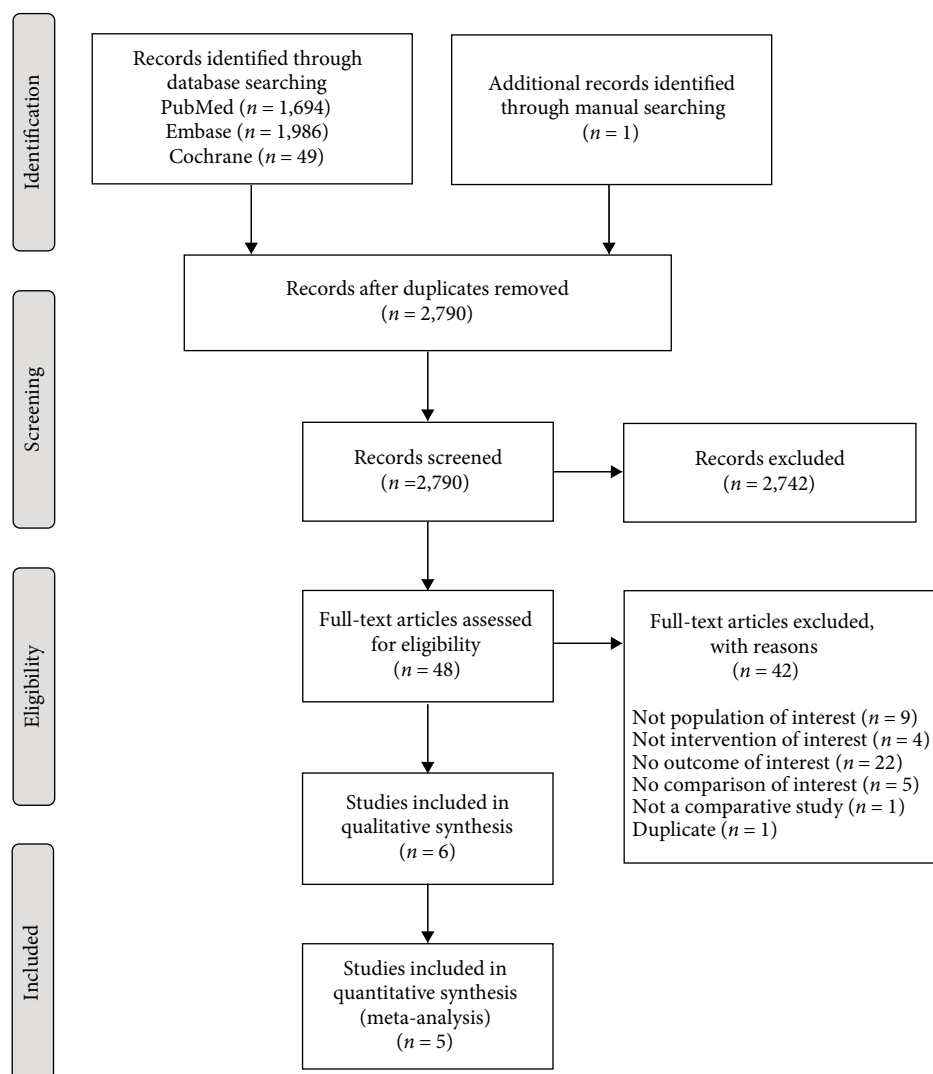 Identification
Records identified through
database searching
PubMed (n = 1,694)
Embase (n = 1,986)
Cochrane (n = 49)
Additional records identified
through manual searching
(n = 1)
Screening
Records after duplicates removed
(n = 2,790)
Records screened
(n =2,790)
Records excluded
(n = 2,742)
Eligibility
Full-text articles assessed
for eligibility
(n = 48)
Full-text articles excluded,
with reasons
(n = 42)
Not population of interest (n = 9)
Not intervention of interest (n = 4)
No outcome of interest (n = 22)
No comparison of interest (n = 5)
Not a comparative study (n = 1)
Duplicate (n = 1)
Studies included in
qualitative synthesis
(n = 6)
Included
Studies included in
quantitative synthesis
(meta-analysis)
(n = 5)